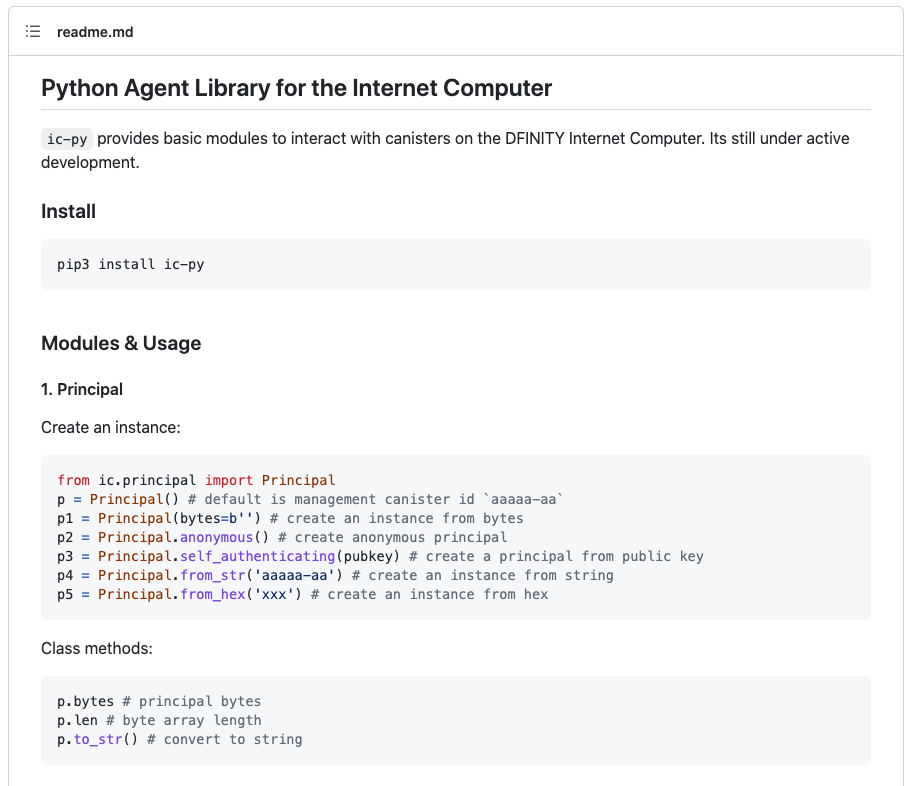 readme.md
Python Agent Library for the Internet Computer
ic-py provides basic modules to interact with canisters on the DFINITY Internet Computer. Its still under active
development.
Install
pip3 install ic-py
Modules & Usage
1. Principal
Create an instance:
from ic.principal import Principal
p = Principal() # default is management canister id `aaaaa-aa`
p1 = Principal(bytes=b'') # create an instance from bytes
p2 = Principal.anonymous() # create anonymous principal
p3 = Principal.self_authenticating(pubkey) # create a principal from public key
p4 = Principal.from_str('aaaaa-aa') # create an instance from string
p5 = Principal.from_hex('xxx') # create an instance from hex
Class methods:
p.bytes # principal bytes
p.len # byte array length
p.to_str() # convert to string